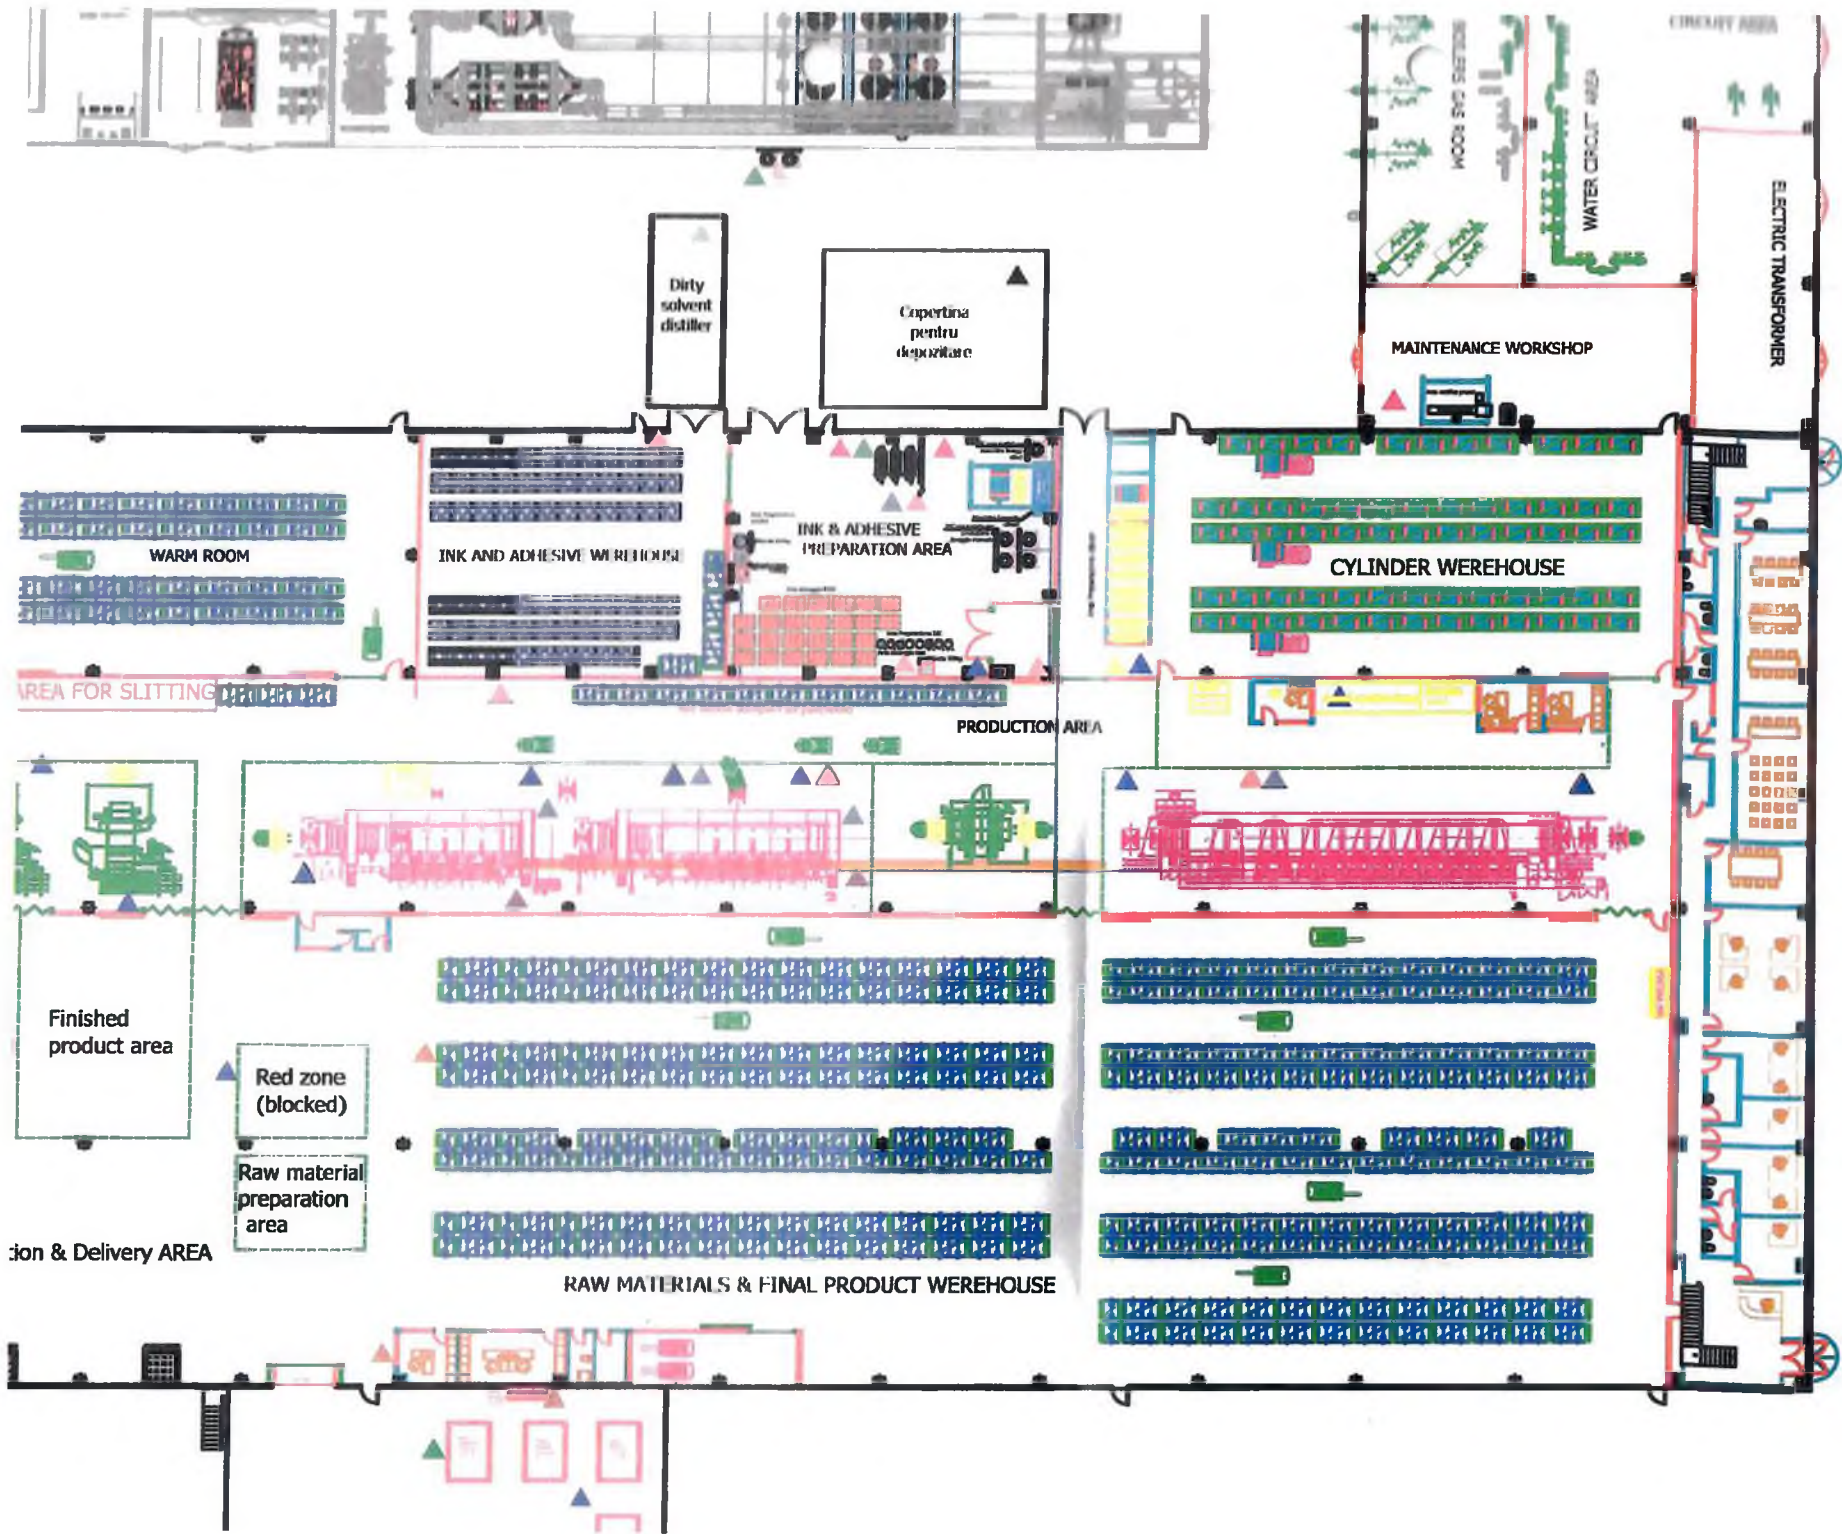 CIRCUIT AREA
BOILERS GAS ROOM
WATER CIRCUIT AREA
ELECTRIC TRANSFORMER
Dirty
solvent
distiller
Copertina
pentru
depozitare
MAINTENANCE WORKSHOP
WARM ROOM
INK AND ADHESIVE WEREHOUSE
INK & ADHESIVE
PREPARATION AREA
CYLINDER WEREHOUSE
AREA FOR SLITTING
PRODUCTION AREA
Finished
product area
Red zone
(blocked)
Raw material
preparation
area
tion & Delivery AREA
RAW MATERIALS & FINAL PRODUCT WEREHOUSE